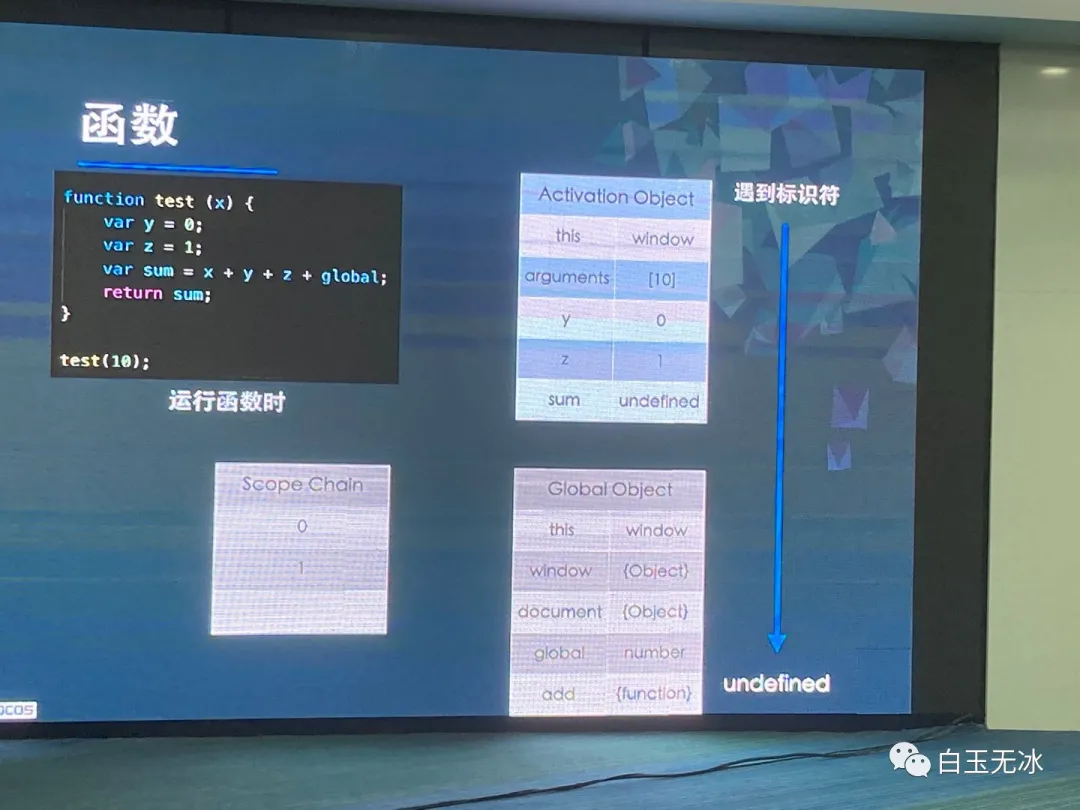 函数
function test (x) {
var y = 0;
var z = 1;
var sum = x + y + z + global;
return sum;
}
test(10);
运行函数时
Activation Object
this window
arguments [10]
y 0
z 1
sum undefined
遇到标识符
Scope Chain
0
1
Global Object
this window
window {Object}
document {Object}
global number
add {function}
undefined
ocos
白玉无冰